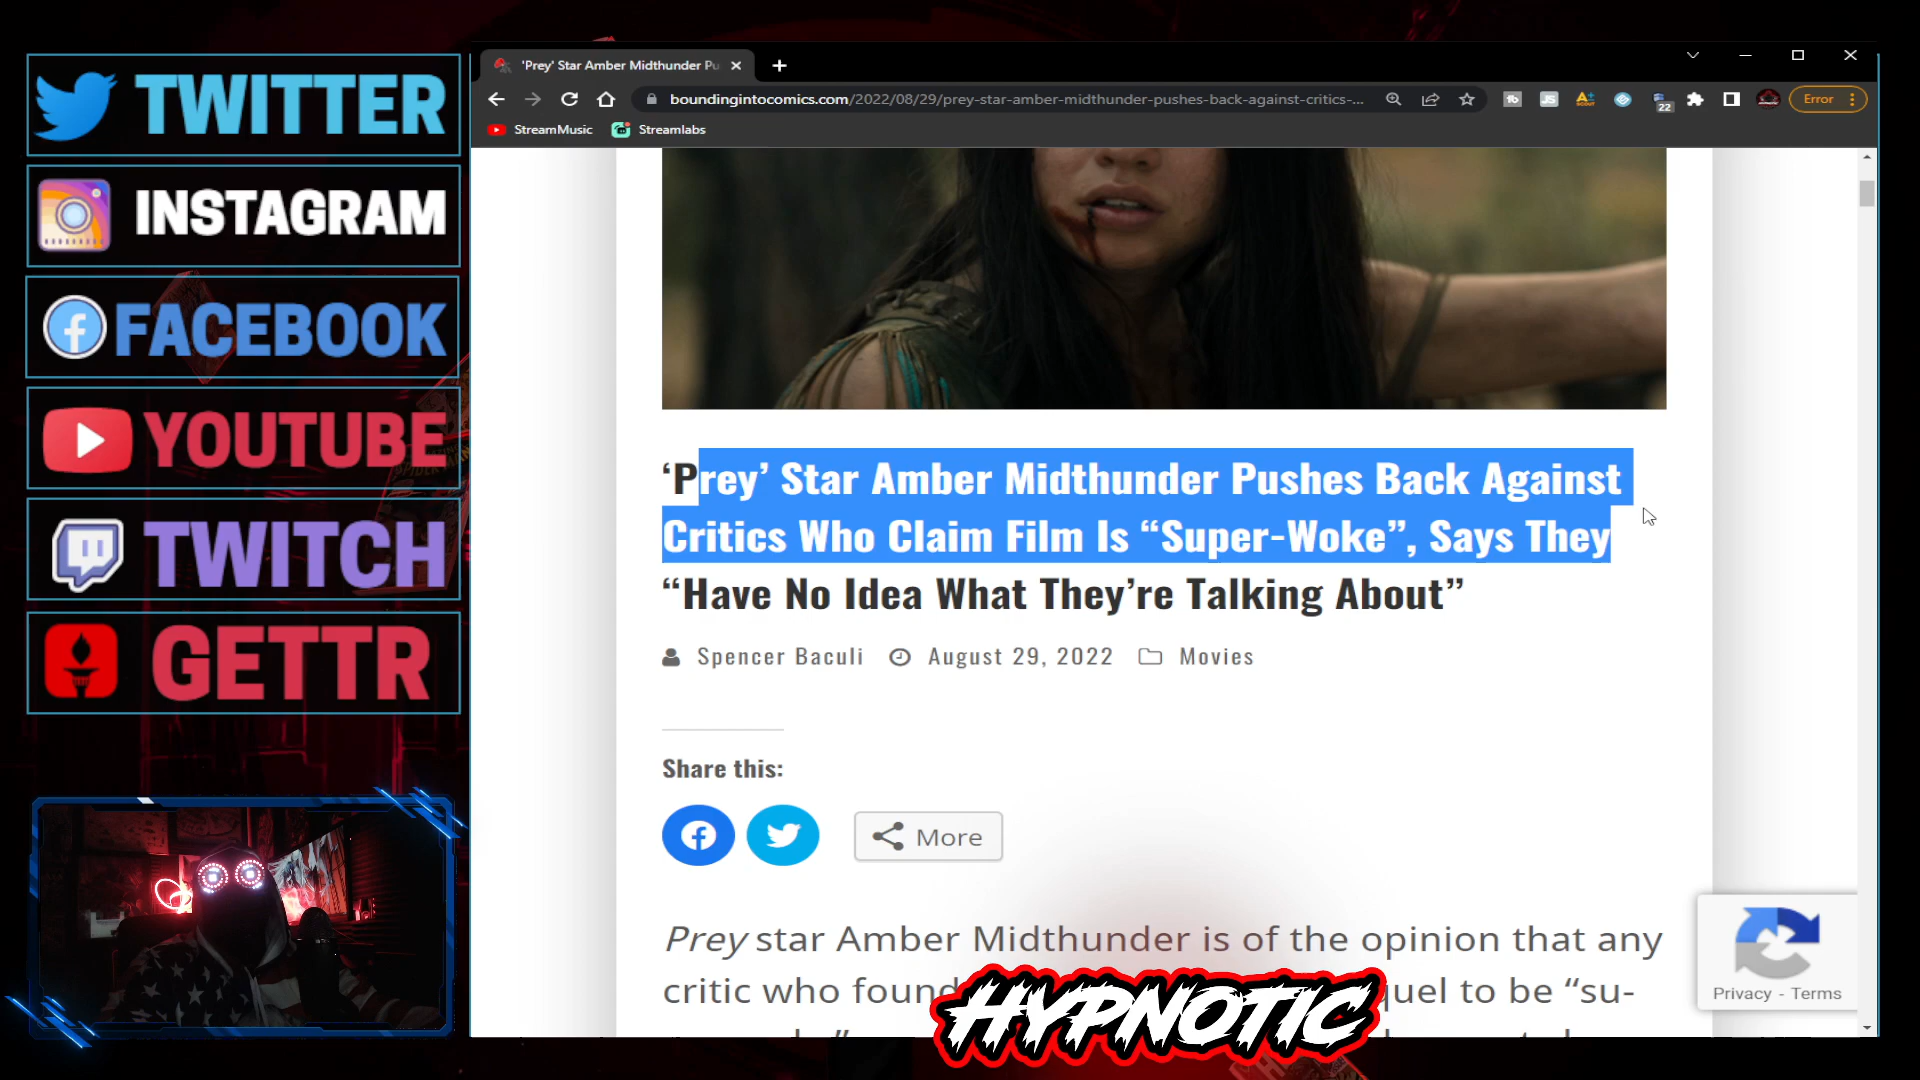 TWITTER
INSTAGRAM
FACEBOOK
YOUTUBE
TWITCH
GETTR
'Prey' Star Amber Midthunder Pu
boundingintocomics.com/2022/08/29/prey-star-amber-midthunder-pushes-back-against-critics-...
22
Error
StreamMusic
Streamlabs
‘Prey’ Star Amber Midthunder Pushes Back Against
Critics Who Claim Film Is “Super-Woke”, Says They
“Have No Idea What They’re Talking About”
Spencer Baculi August 29, 2022 Movies
Share this:
More
Prey star Amber Midthunder is of the opinion that any
critic who found quel to be “su-
Privacy - Terms
HYPNOTIC